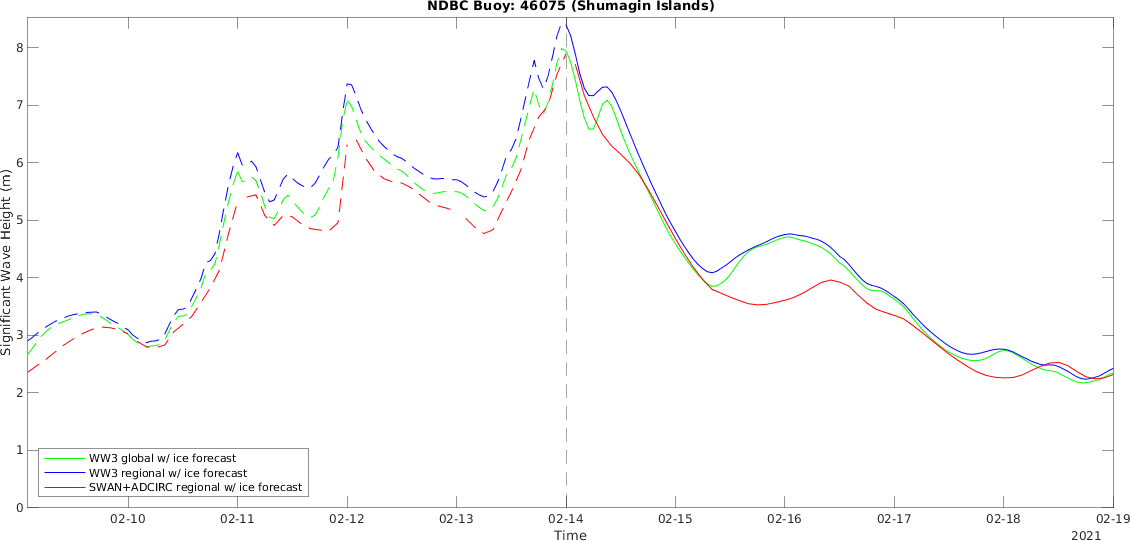 NDBC Buoy: 46075 (Shumagin Islands)
Significant Wave Height (m)
8
7
6
5
4
3
2
1
0
WW3 global w/ ice forecast
WW3 regional w/ ice forecast
SWAN+ADCIRC regional w/ ice forecast
02-10 02-11 02-12 02-13 02-14 02-15 02-16 02-17 02-18 02-19
Time
2021